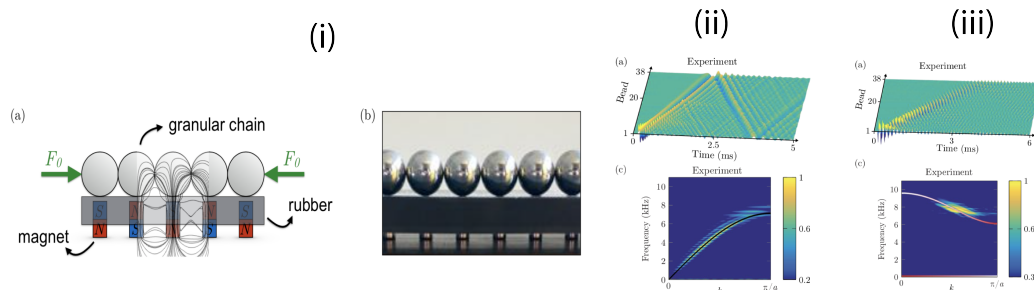 (i)
(a)
granular chain
F0
F0
S
N
S
N
S
N
S
N
magnet
rubber
(b)
(ii)
(a)
Experiment
Bead
38
20
1
0
2.5
5
Time (ms)
(c)
Experiment
Frequency (kHz)
10
8
6
4
2
0
0
π/a
1
0.6
0.2
(iii)
(a)
Experiment
Bead
38
20
1
0
3
6
Time (ms)
(c)
Experiment
Frequency (kHz)
10
8
6
4
2
0
0
k
π/a
1
0.6
0.3